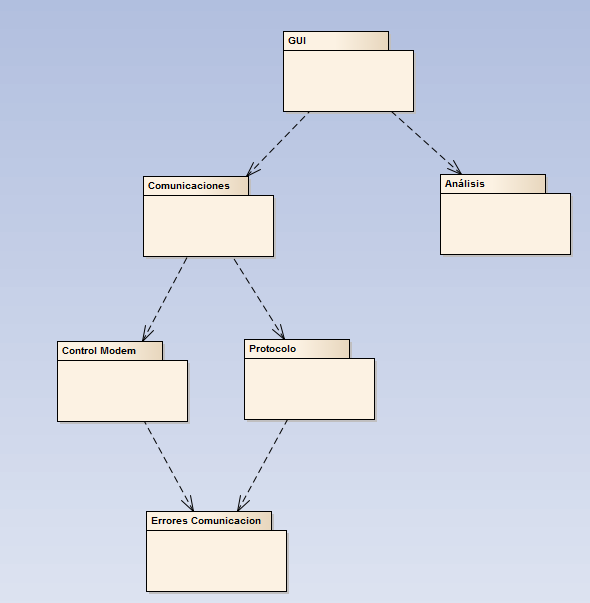 GUI
Comunicaciones
Análisis
Control Modem
Protocolo
Errores Comunicacion